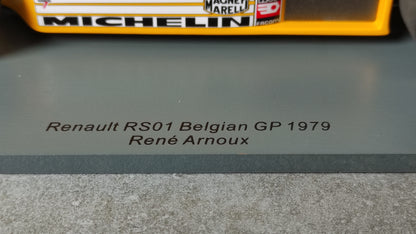 MAGNETI
MARELLI
MICHELIN
Renault RS01 Belgian GP 1979
René Arnoux